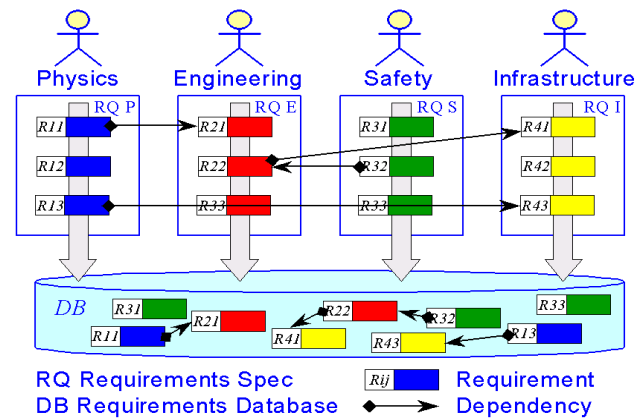 Physics Engineering Safety Infrastructure
RQ P RQ E RQ S RQ I
R11 R21 R31 R41
R12 R22 R32 R42
R13 R33 R33 R43
DB
R31 R22 R32 R33
R11 R21 R41 R43 R13
RQ Requirements Spec Rij Requirement
DB Requirements Database Dependency